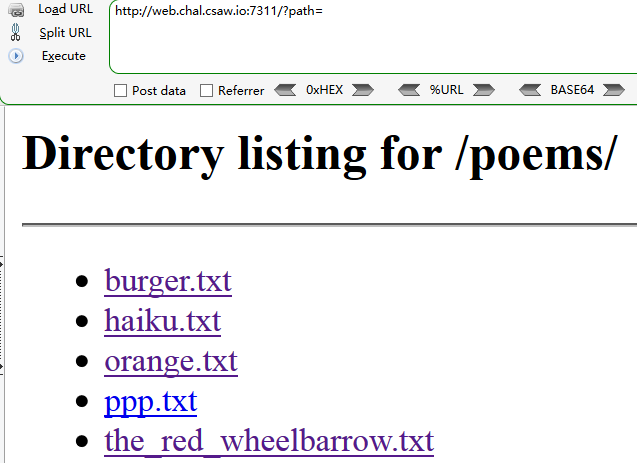 Load URL
http://web.chal.csaw.io:7311/?path=
Split URL
Execute
Post data Referrer 0xHEX %URL BASE64
Directory listing for /poems/
burger.txt
haiku.txt
orange.txt
ppp.txt
the_red_wheelbarrow.txt